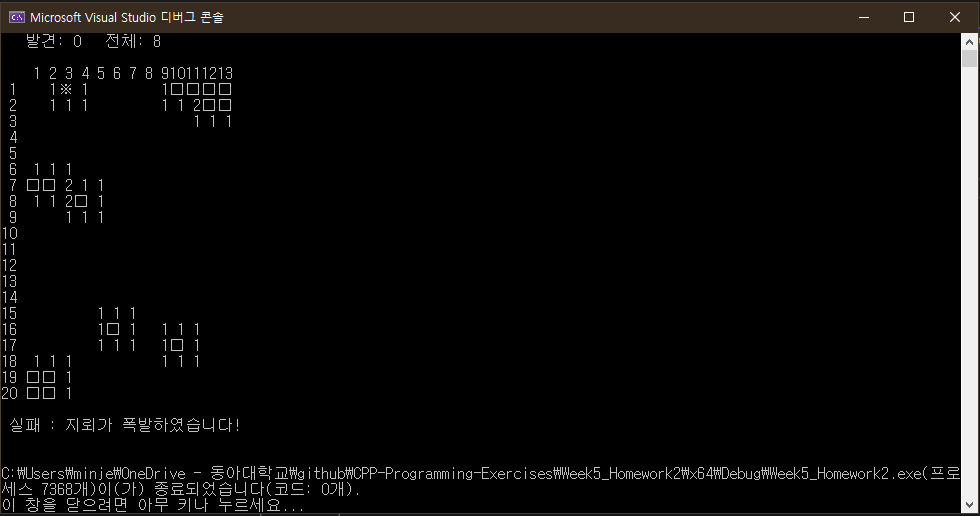 Microsoft Visual Studio 디버그 콘솔
발견: 0 전체: 8
1 2 3 4 5 6 7 8 910111213
1 1※ 1 1□□□□
2 1 1 1 1 1 2□□
3 1 1 1
4
5
6 1 1 1
7 □□ 2 1 1
8 1 1 2□ 1
9 1 1 1
10
11
12
13
14
15 1 1 1
16 1□ 1 1 1 1
17 1 1 1 1□ 1
18 1 1 1 1 1 1
19 □□ 1
20 □□ 1
실패 : 지뢰가 폭발하였습니다!
C:₩Users₩minje₩OneDrive - 동아대학교₩github₩CPP-Programming-Exercises₩Week5_Homework2₩x64₩Debug₩Week5_Homework2.exe(프로
세스 7368개)이(가) 종료되었습니다(코드: 0개).
이 창을 닫으려면 아무 키나 누르세요...